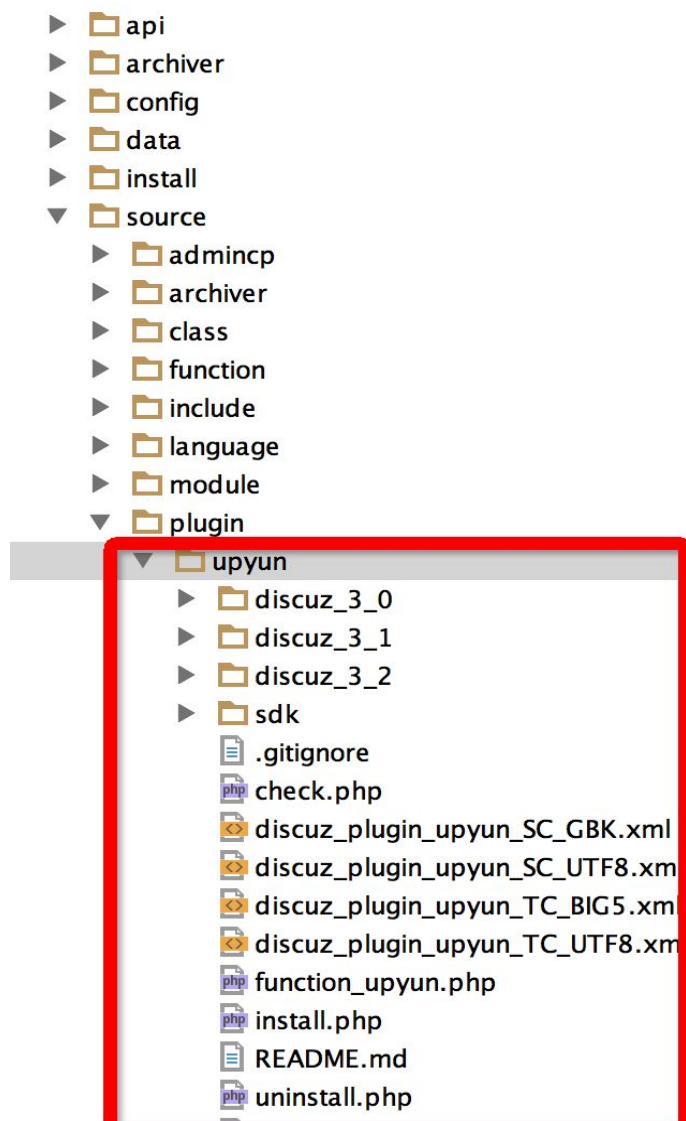 api
archiver
config
data
install
source
admincp
archiver
class
function
include
language
module
plugin
upyun
discuz_3_0
discuz_3_1
discuz_3_2
sdk
.gitignore
php check.php
discuz_plugin_upyun_SC_GBK.xml
discuz_plugin_upyun_SC_UTF8.xm
discuz_plugin_upyun_TC_BIG5.xml
discuz_plugin_upyun_TC_UTF8.xm
php function_upyun.php
php install.php
README.md
php uninstall.php